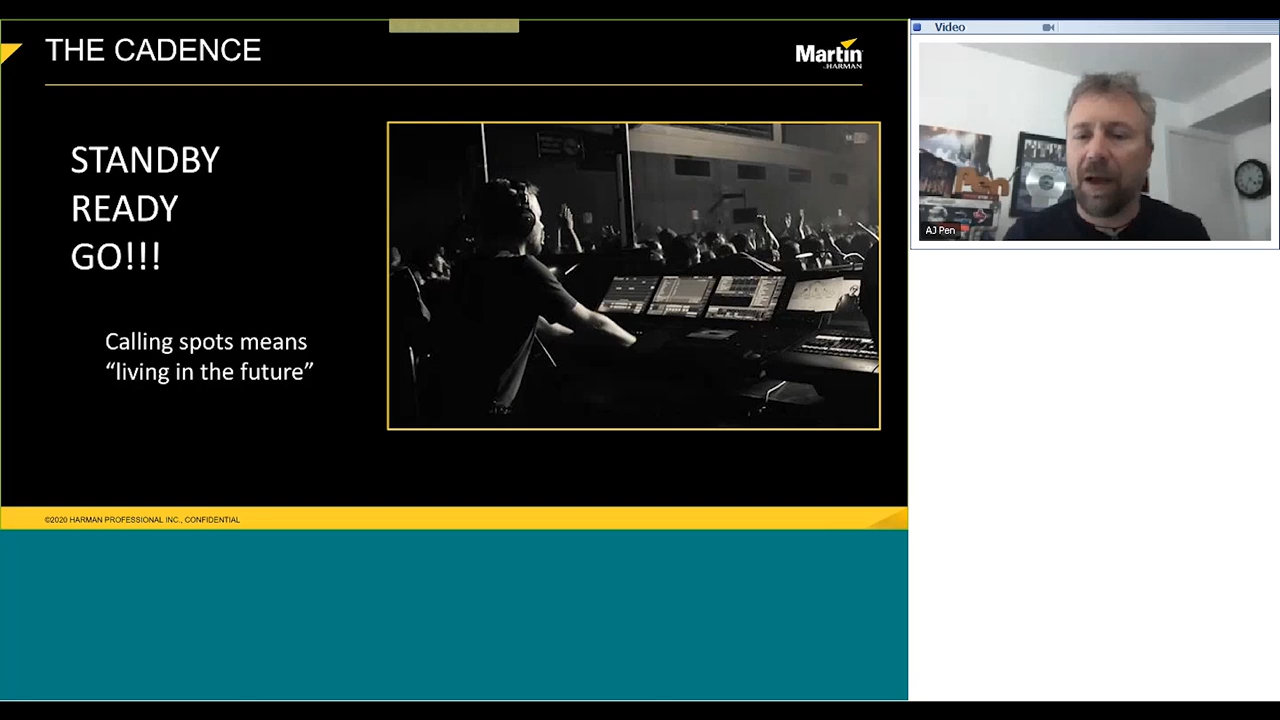 THE CADENCE
Martin
by HARMAN
STANDBY
READY
GO!!!
Calling spots means
“living in the future”
©2020 HARMAN PROFESSIONAL INC., CONFIDENTIAL
Video
AJ Pen